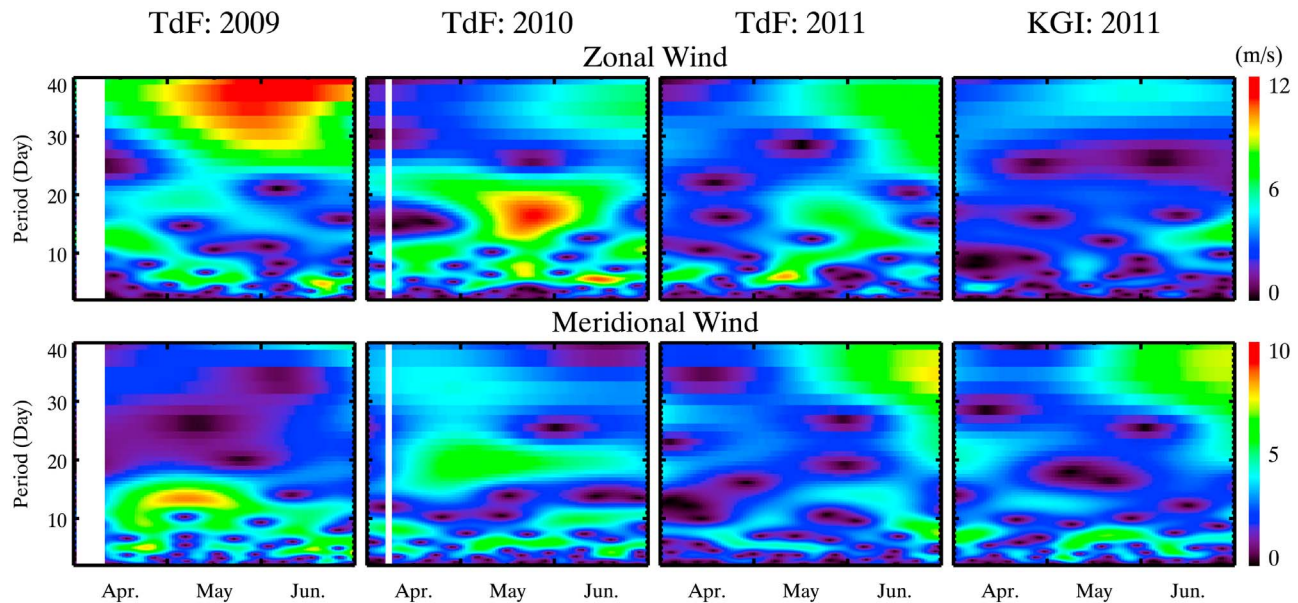 TdF: 2009 TdF: 2010 TdF: 2011 KGI: 2011
Zonal Wind (m/s)
40 12
30
Period (Day)
20 6
10
0
Meridional Wind
40 10
30
Period (Day)
20 5
10
0
Apr. May Jun. Apr. May Jun. Apr. May Jun. Apr. May Jun.